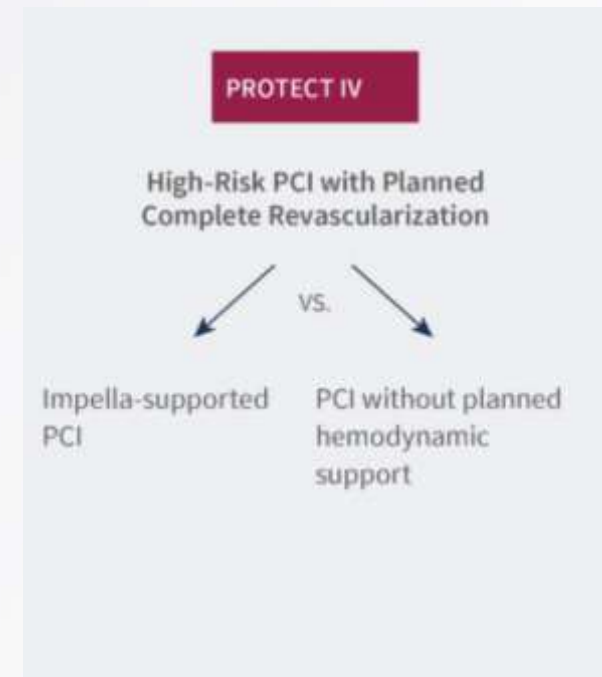 PROTECT IV
High-Risk PCI with Planned
Complete Revascularization
VS.
Impella-supported
PCI
PCI without planned
hemodynamic
support